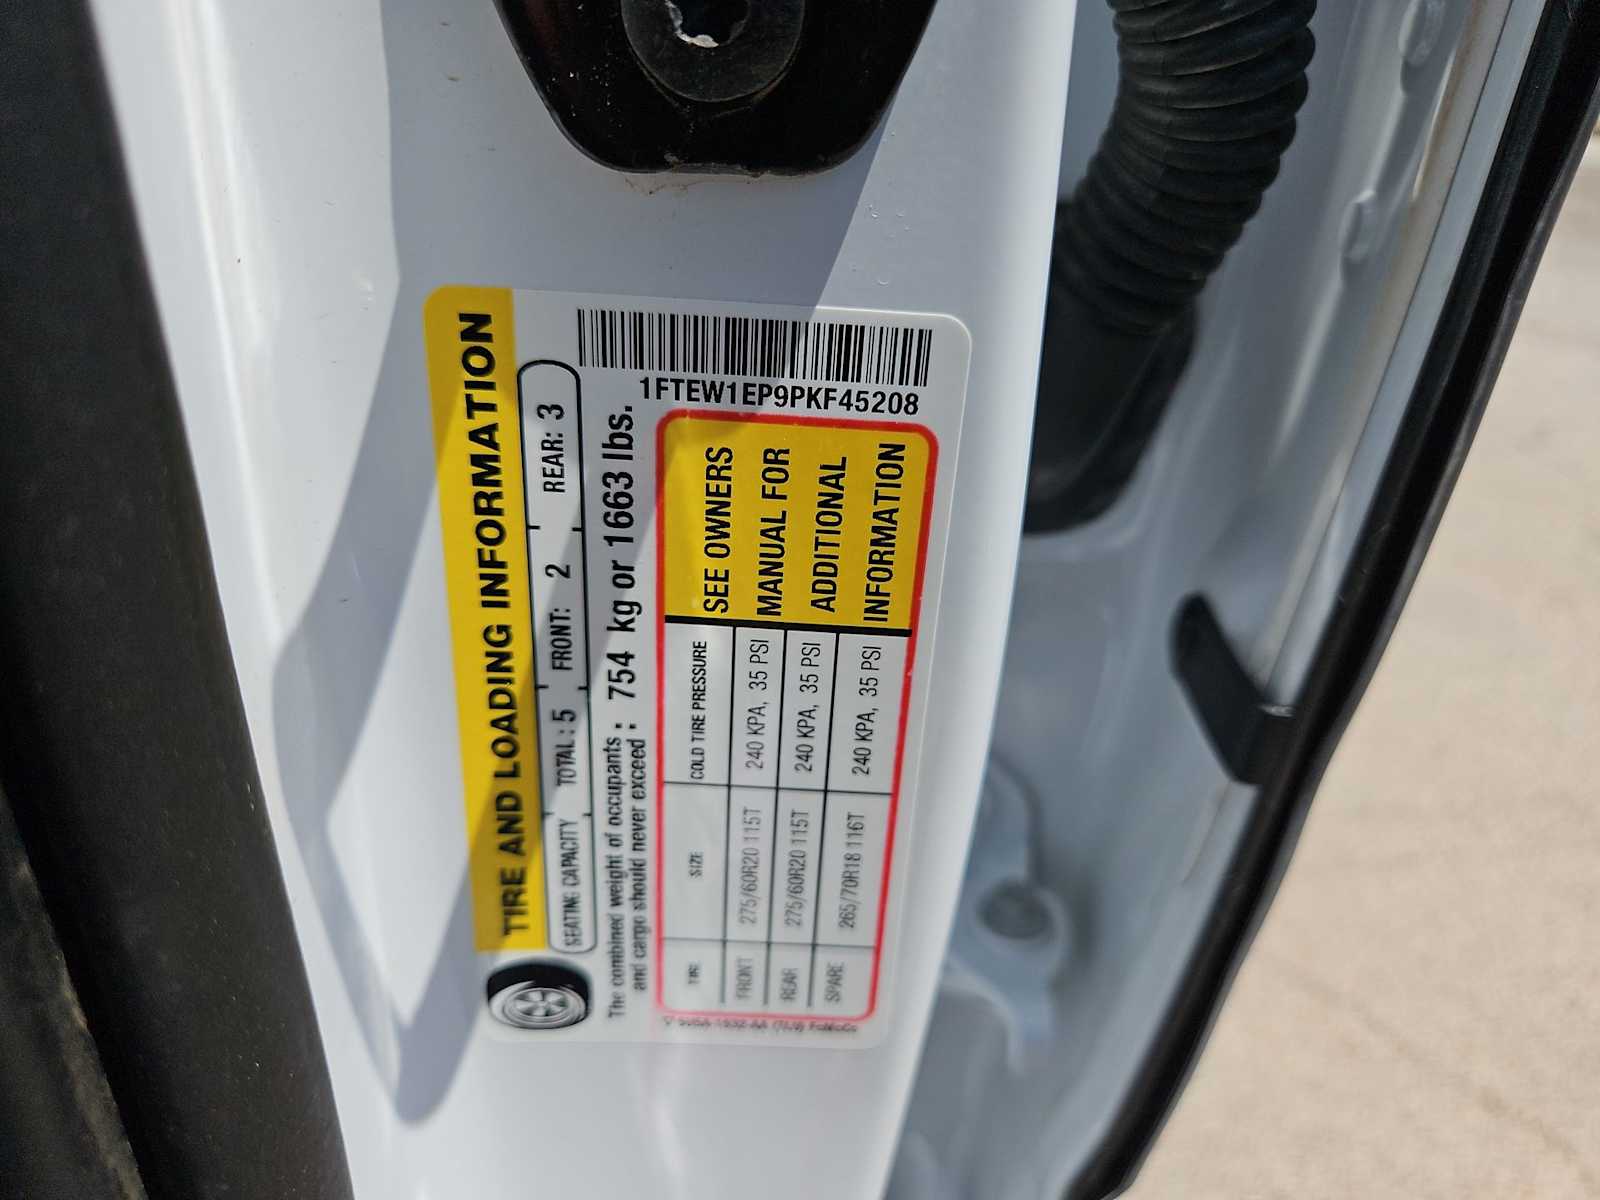 1FTEW1EP9PKF45208
TIRE AND LOADING INFORMATION
SEATING CAPACITY TOTAL : 5 FRONT: 2 REAR: 3
The combined weight of occupants and cargo should never exceed : 754 kg or 1663 lbs.
TIRE SIZE COLD TIRE PRESSURE
FRONT 275/60R20 115T 240 KPA, 35 PSI
REAR 275/60R20 115T 240 KPA, 35 PSI
SPARE 265/70R18 116T 240 KPA, 35 PSI
SEE OWNERS
MANUAL FOR
ADDITIONAL
INFORMATION